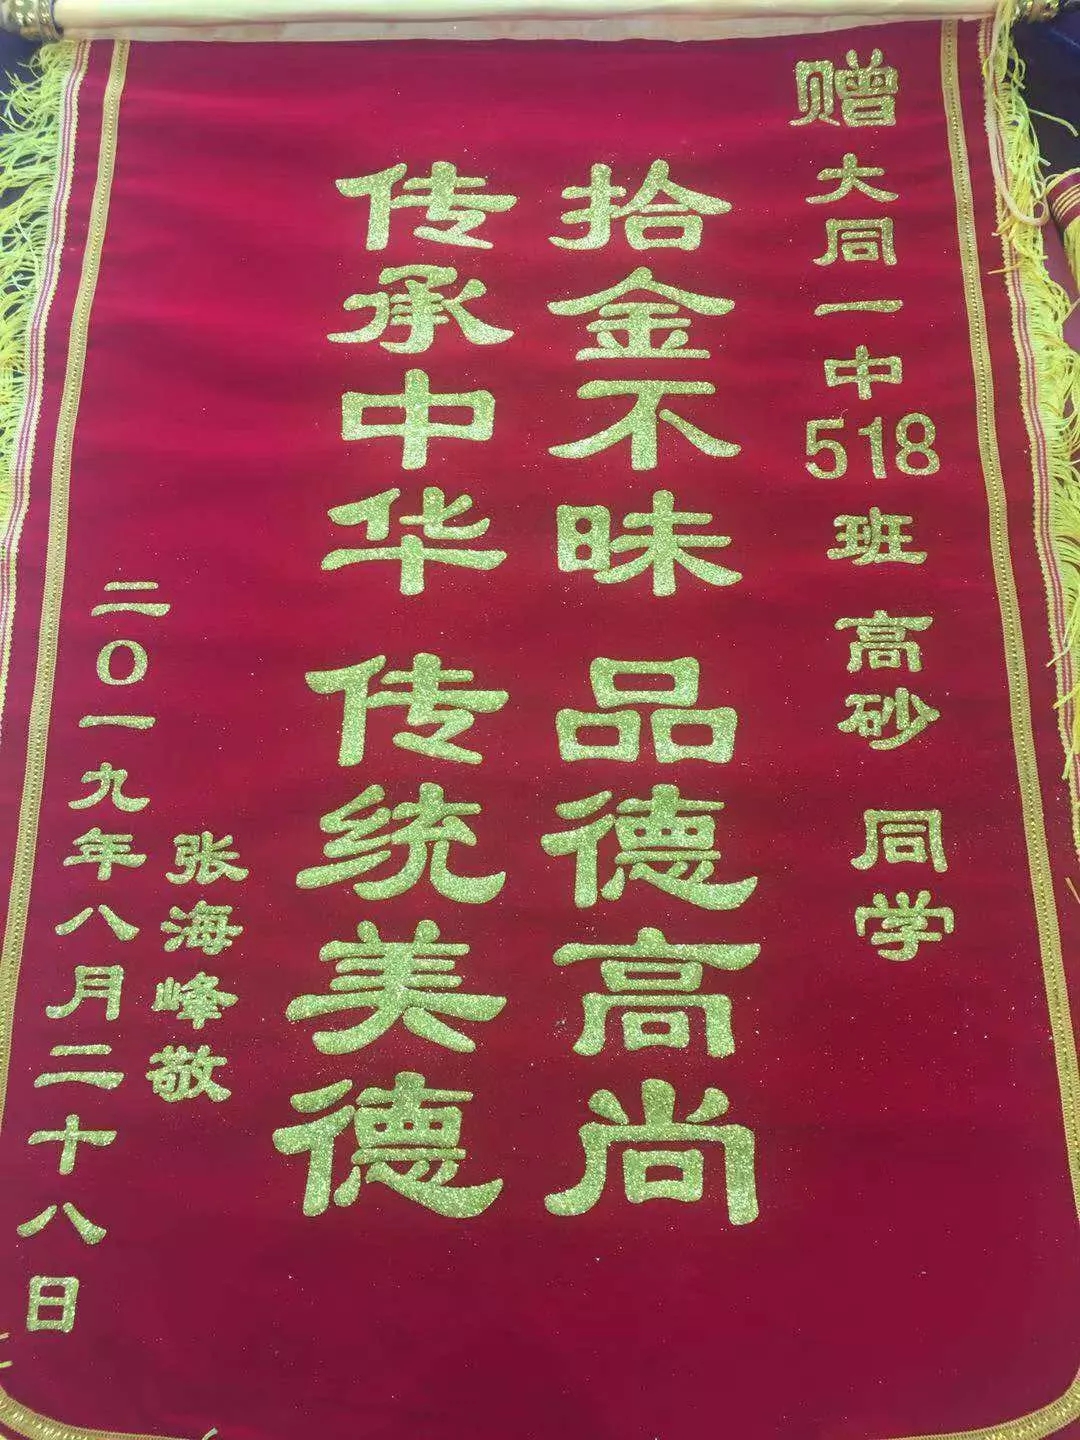 赠 大同一中518班 高砂 同学
拾金不昧 品德高尚
传承中华 传统美德
张海峰敬
二〇一九年八月二十八日